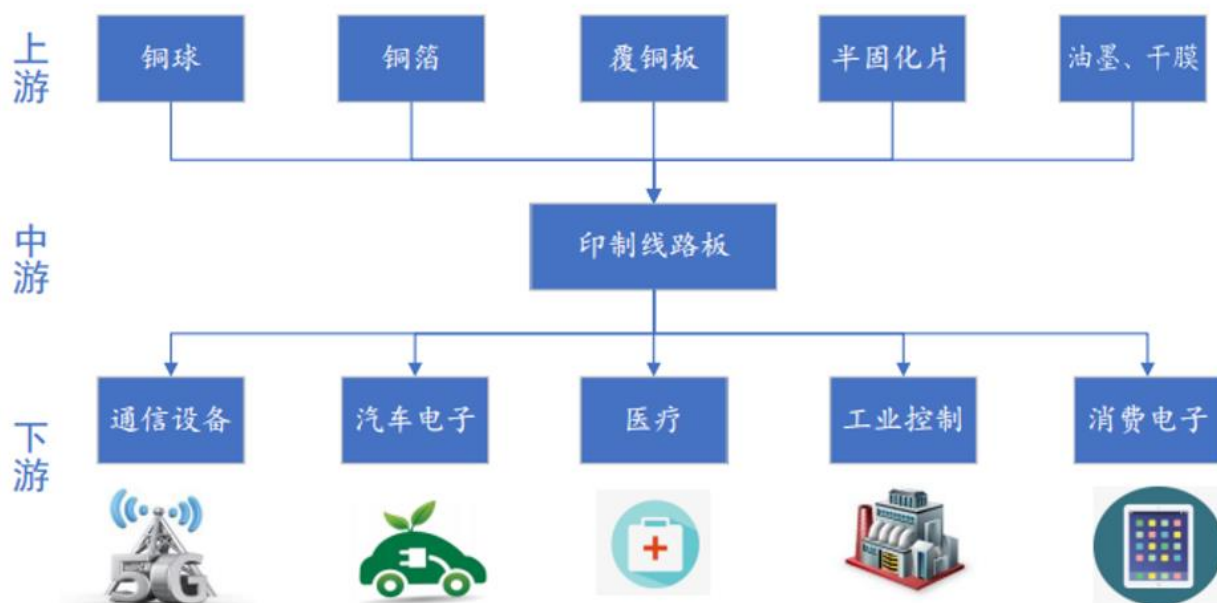 上游
铜球
铜箔
覆铜板
半固化片
油墨、干膜
中游
印制线路板
下游
通信设备
汽车电子
医疗
工业控制
消费电子
5G